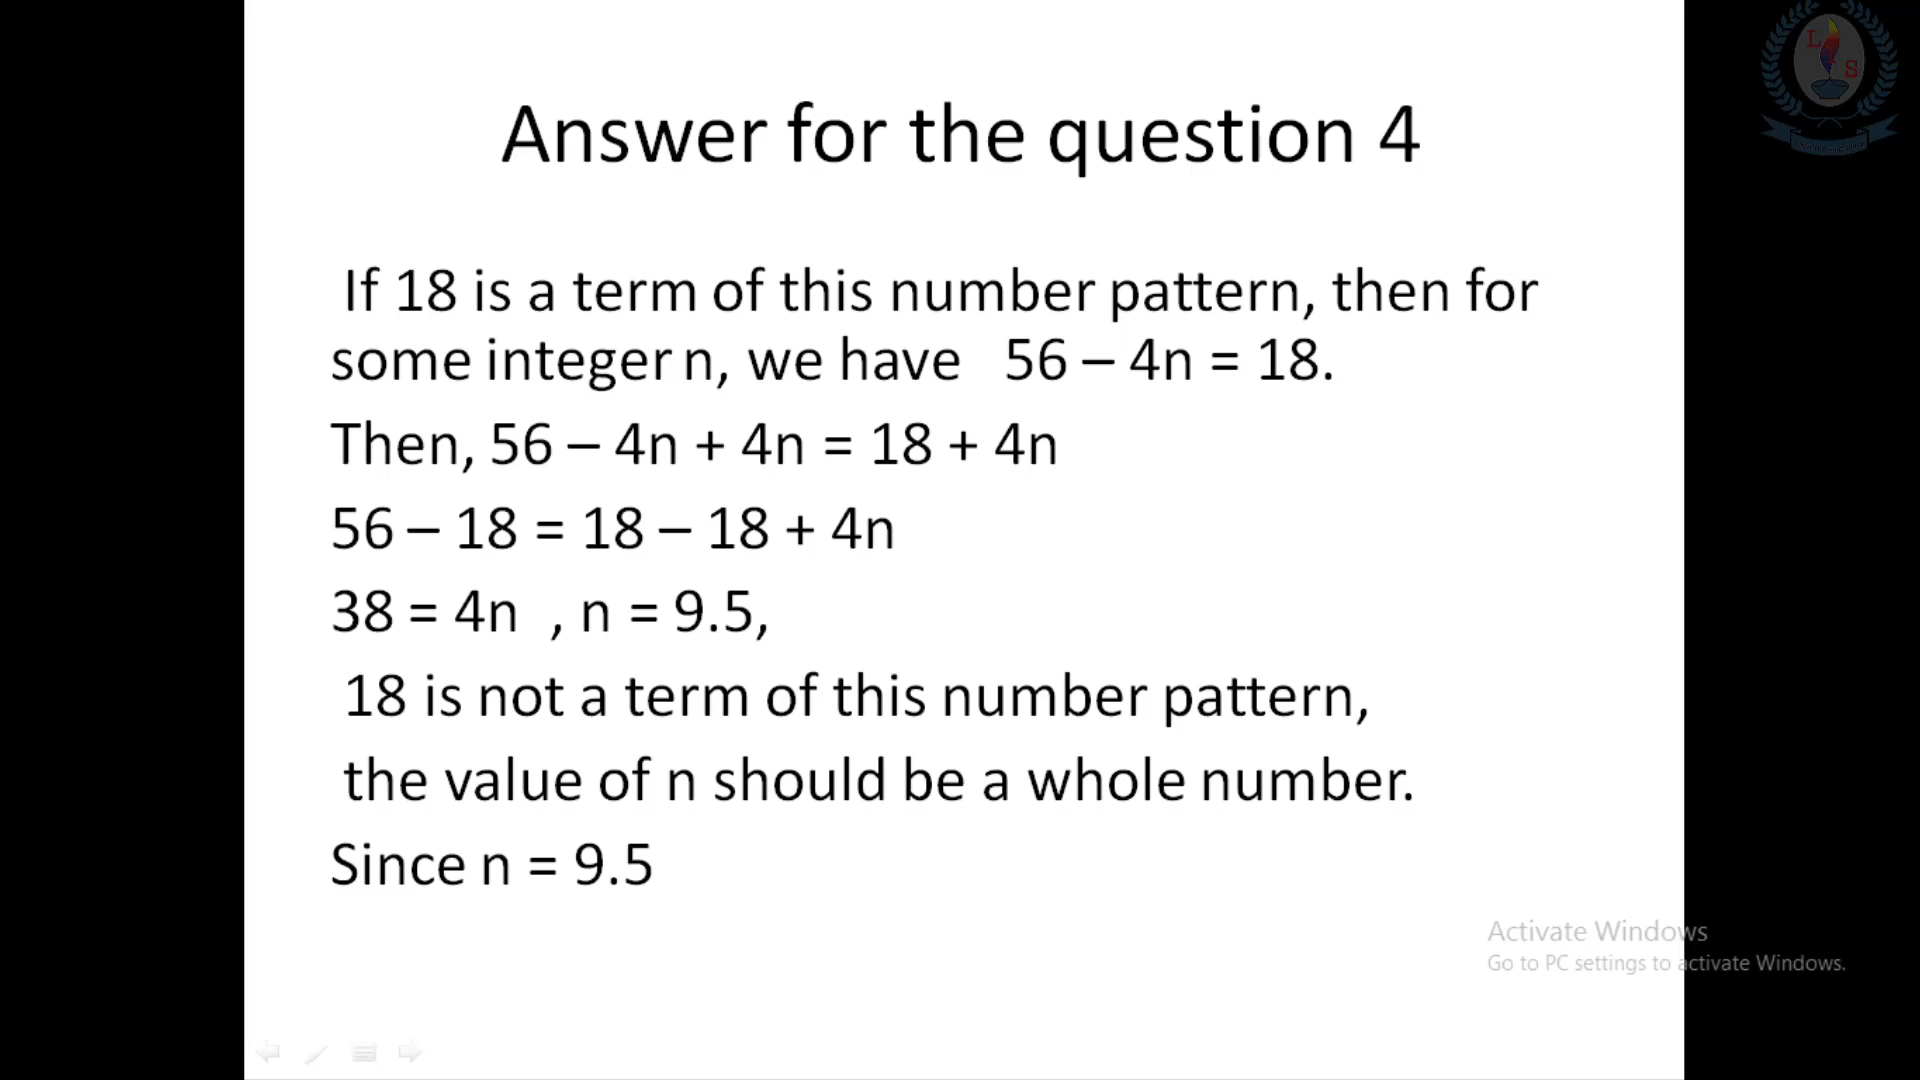 Answer for the question 4
If 18 is a term of this number pattern, then for
some integer n, we have 56 – 4n = 18.
Then, 56 – 4n + 4n = 18 + 4n
56 – 18 = 18 – 18 + 4n
38 = 4n , n = 9.5,
18 is not a term of this number pattern,
the value of n should be a whole number.
Since n = 9.5
Activate Windows
Go to PC settings to activate Windows.
L
S